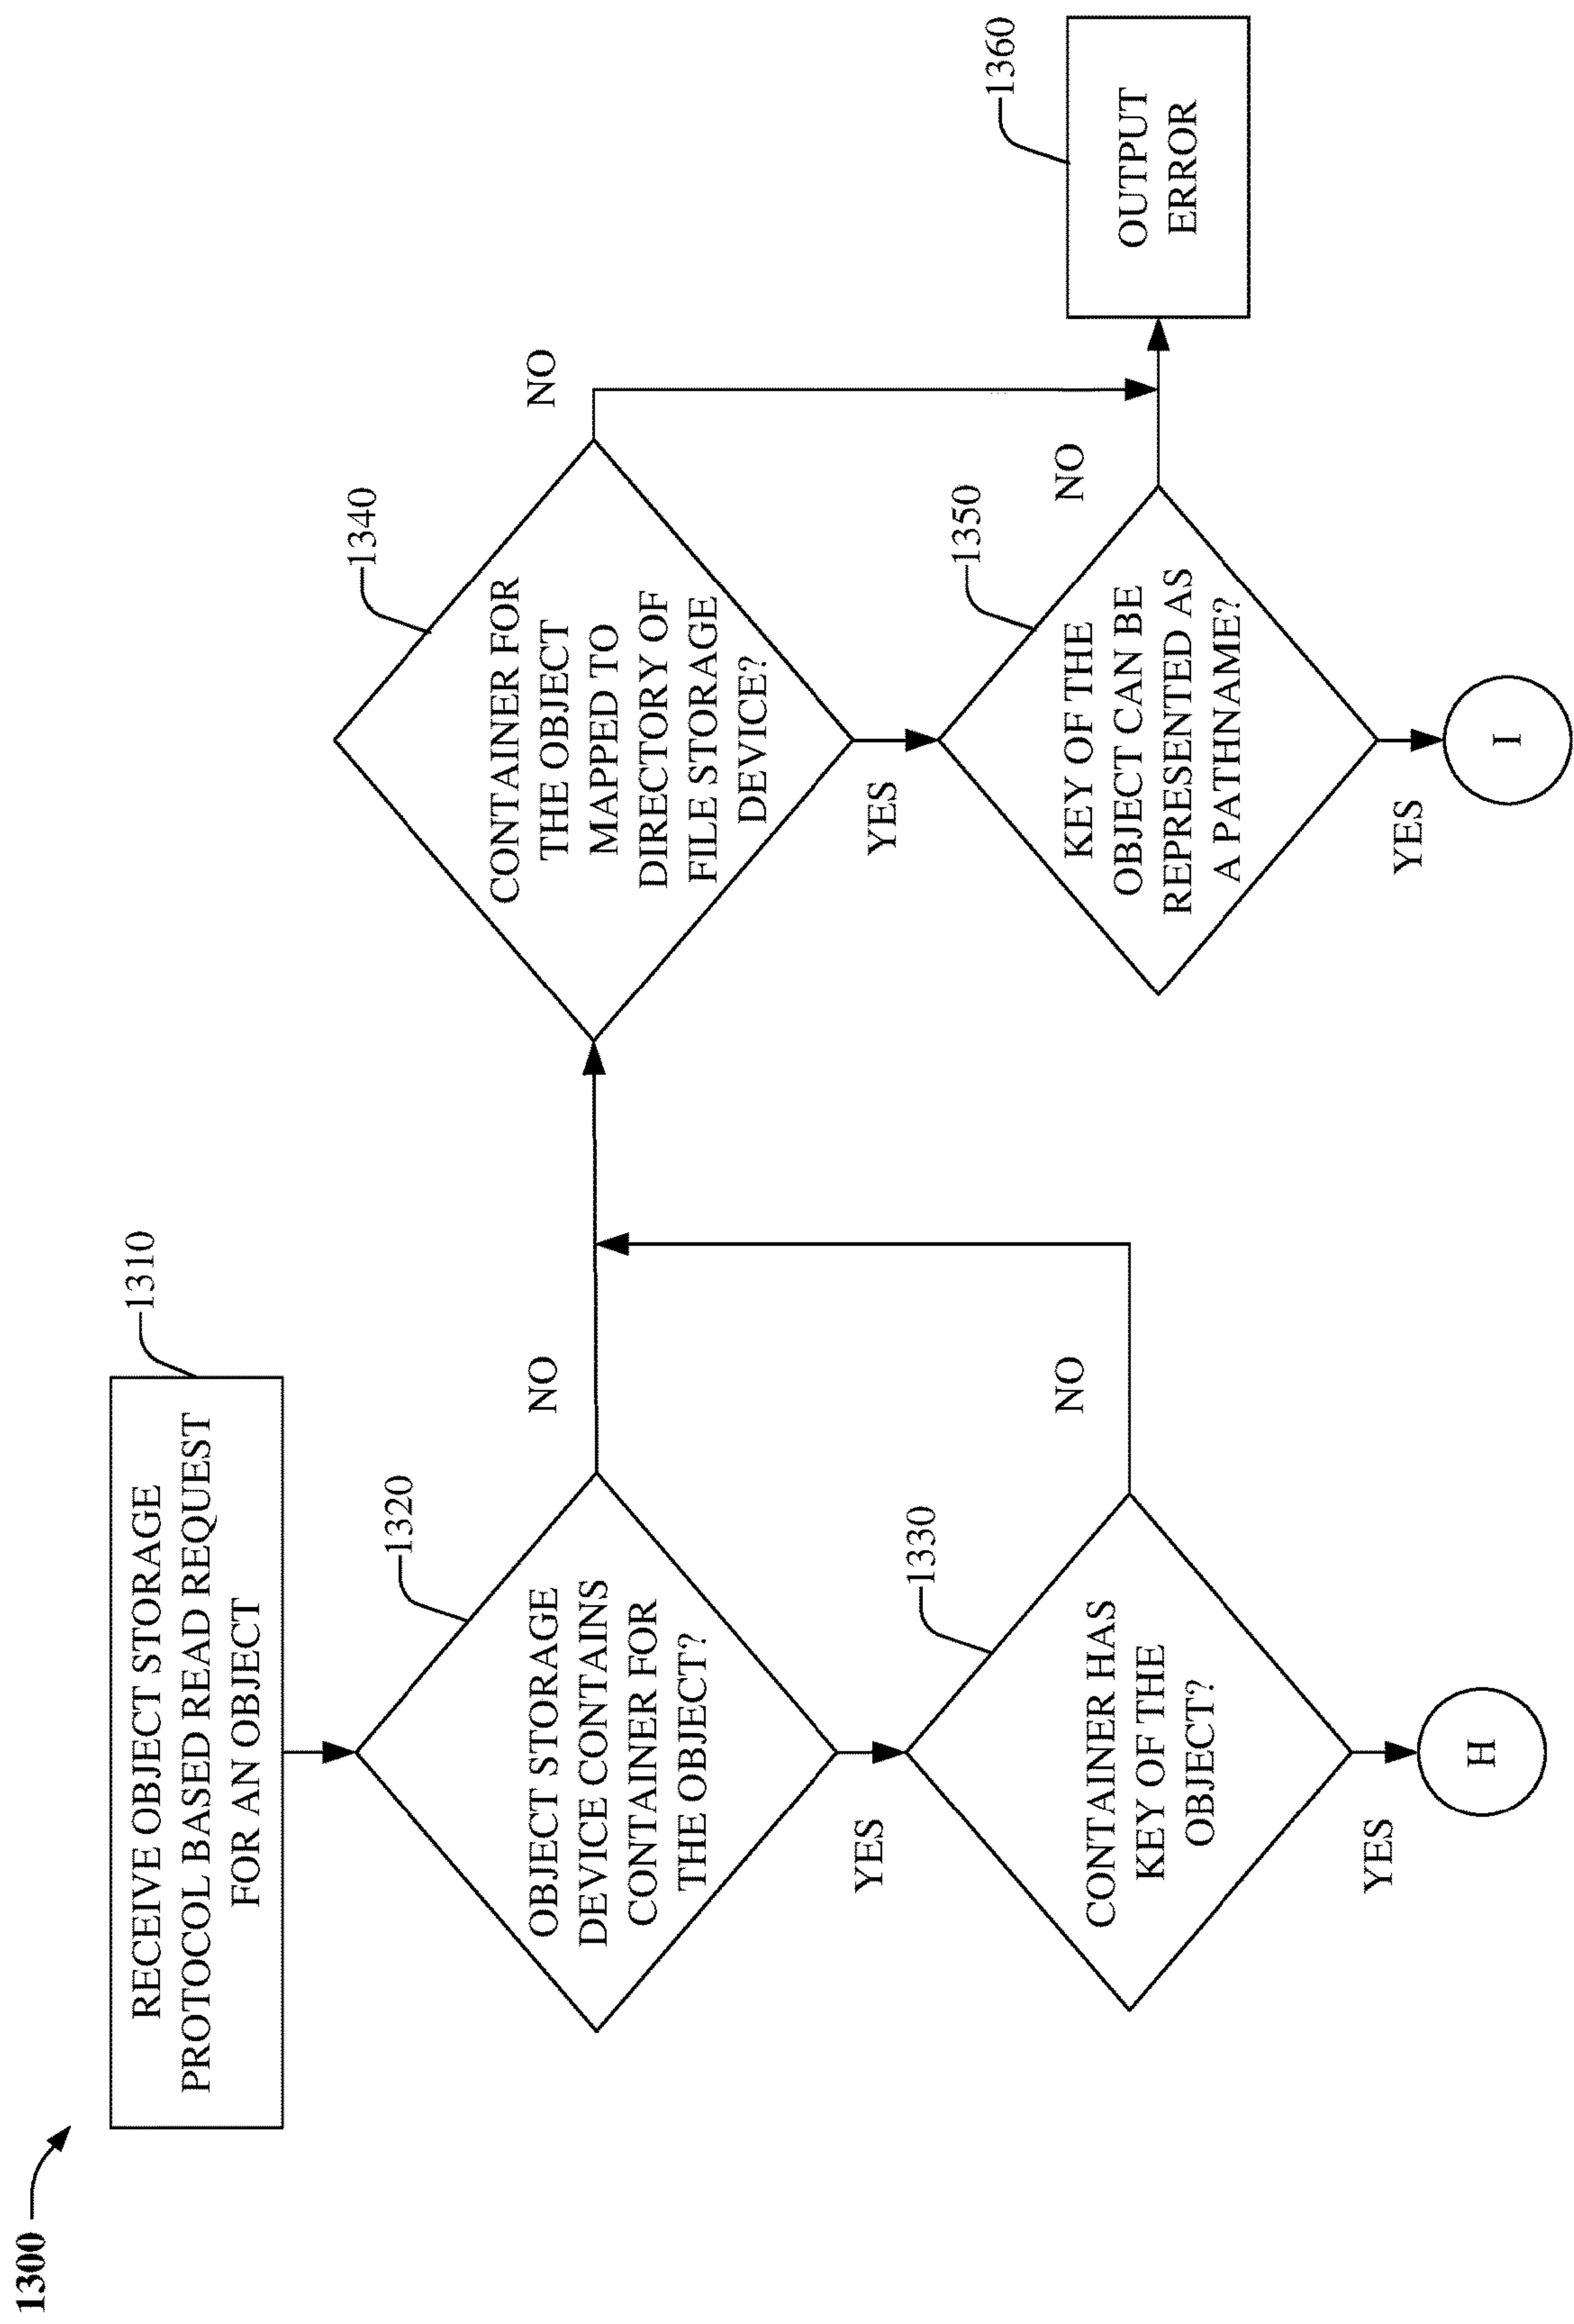 1300
1310
RECEIVE OBJECT STORAGE
PROTOCOL BASED READ REQUEST
FOR AN OBJECT
1320
OBJECT STORAGE
DEVICE CONTAINS
CONTAINER FOR
THE OBJECT?
NO
YES
1330
CONTAINER HAS
KEY OF THE
OBJECT?
NO
YES
H
1340
CONTAINER FOR
THE OBJECT
MAPPED TO
DIRECTORY OF
FILE STORAGE
DEVICE?
NO
YES
1350
KEY OF THE
OBJECT CAN BE
REPRESENTED AS
A PATHNAME?
NO
YES
I
1360
OUTPUT
ERROR